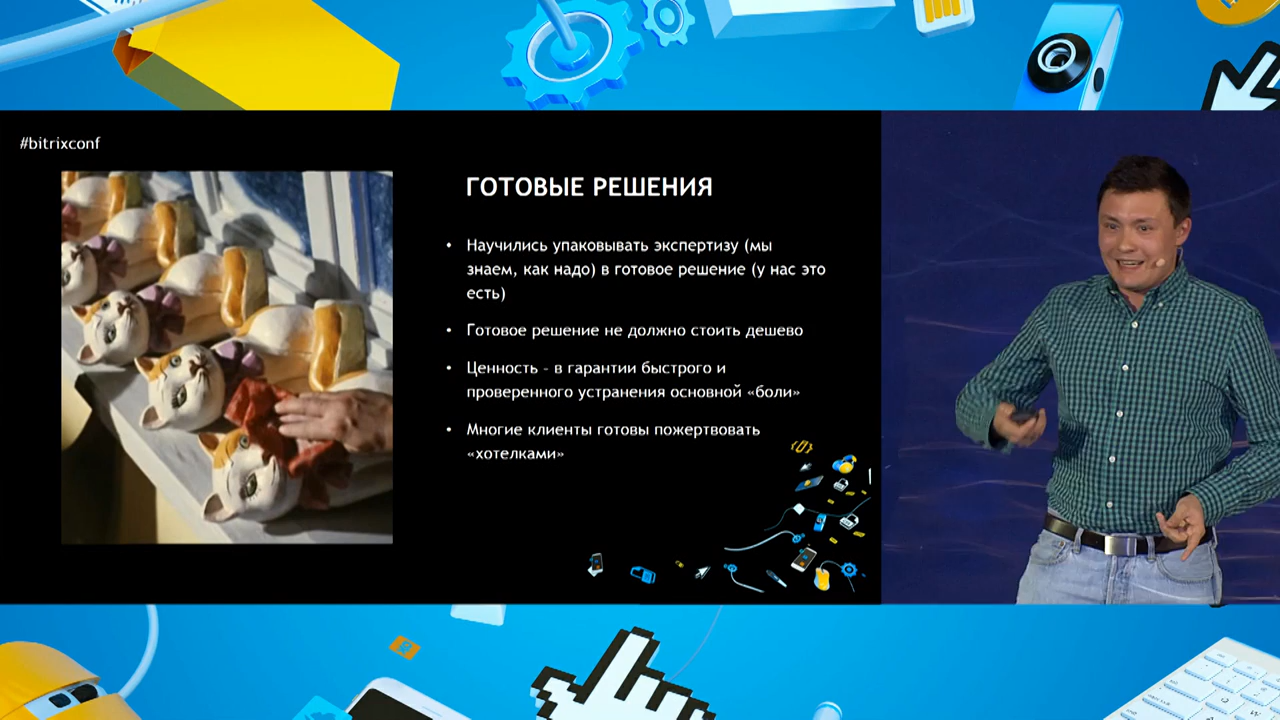 #bitrixconf
ГОТОВЫЕ РЕШЕНИЯ
• Научились упаковывать экспертизу (мы
знаем, как надо) в готовое решение (у нас это
есть)
• Готовое решение не должно стоить дешево
• Ценность - в гарантии быстрого и
проверенного устранения основной «боли»
• Многие клиенты готовы пожертвовать
«хотелками»